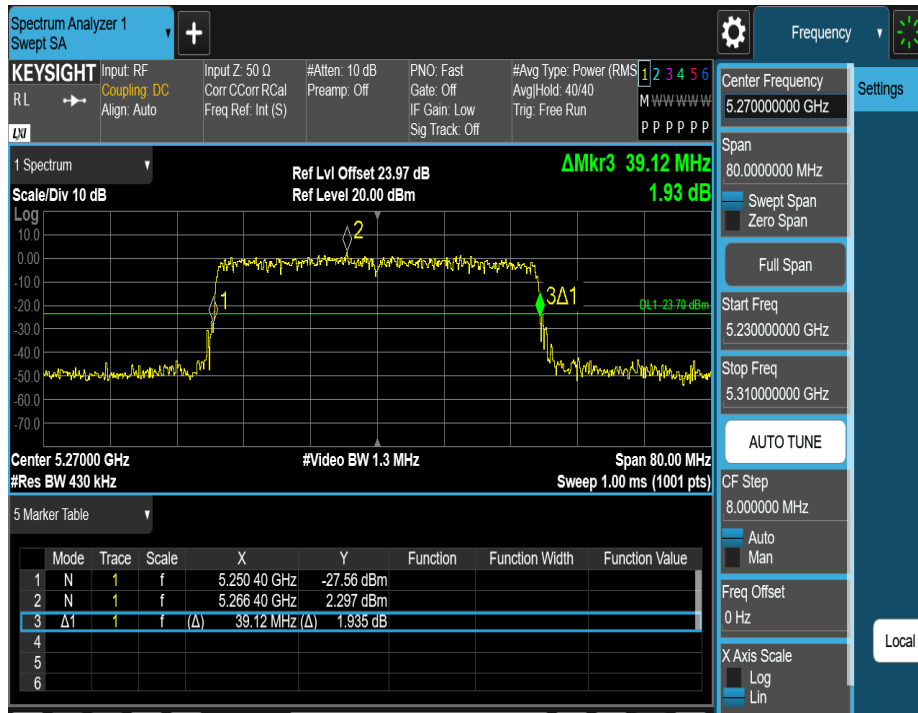 Spectrum Analyzer 1
Swept SA
+
Frequency
KEYSIGHT
RL
LXI
Input: RF
Coupling: DC
Align: Auto
Input Z: 50 Ω
Corr CCorr RCal
Freq Ref: Int (S)
#Atten: 10 dB
Preamp: Off
PNO: Fast
Gate: Off
IF Gain: Low
Sig Track: Off
#Avg Type: Power (RMS
Avg|Hold: 40/40
Trig: Free Run
1 2 3 4 5 6
M W W W W W
P P P P P P
Center Frequency
5.270000000 GHz
Settings
1 Spectrum
Scale/Div 10 dB
Ref Lvl Offset 23.97 dB
Ref Level 20.00 dBm
ΔMkr3 39.12 MHz
1.93 dB
Span
80.0000000 MHz
Swept Span
Zero Span
Full Span
Start Freq
5.230000000 GHz
Stop Freq
5.310000000 GHz
AUTO TUNE
CF Step
8.000000 MHz
Auto
Man
Freq Offset
0 Hz
X Axis Scale
Log
Lin
Local
Log
10.0
0.00
-10.0
-20.0
-30.0
-40.0
-50.0
-60.0
-70.0
1
2
3Δ1
DL1 -23.70 dBm
Center 5.27000 GHz
#Res BW 430 kHz
#Video BW 1.3 MHz
Span 80.00 MHz
Sweep 1.00 ms (1001 pts)
5 Marker Table
Mode Trace Scale X Y Function Function Width Function Value
1 N 1 f 5.250 40 GHz -27.56 dBm
2 N 1 f 5.266 40 GHz 2.297 dBm
3 Δ1 1 f (Δ) 39.12 MHz (Δ) 1.935 dB
4
5
6